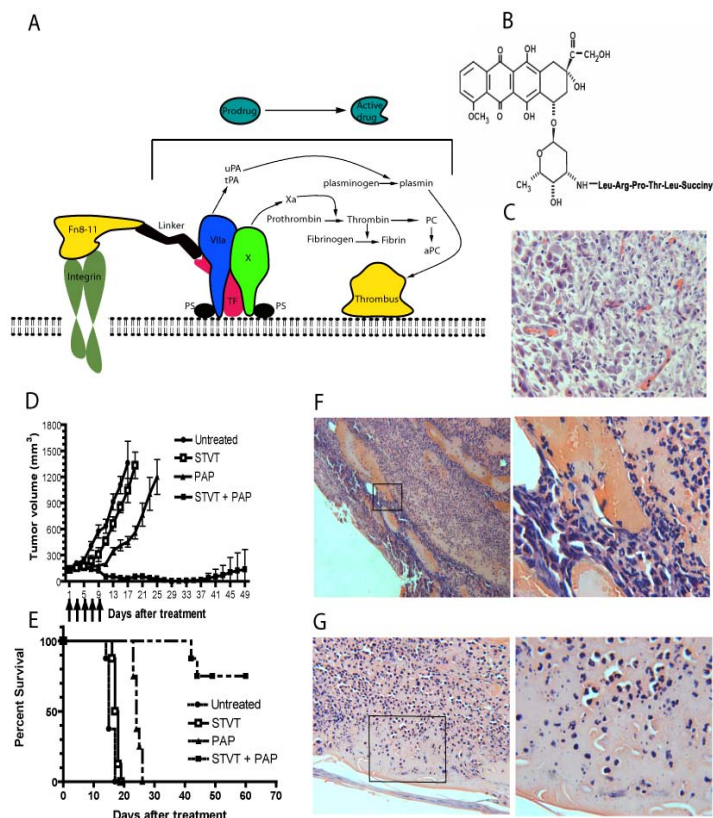 A
Prodrug
Active
drug
uPA
tPA
plasminogen
plasmin
Xa
Prothrombin
Thrombin
PC
Fibrinogen
Fibrin
aPC
Fn8-11
Linker
VIIa
X
Integrin
PS
TF
PS
Thrombus
B
O
OH
O
CH2OH
OH
OCH3
O
OH
O
O
CH3
OH
NH
Leu-Arg-Pro-Thr-Leu-Succiny
C
D
Tumor volume (mm3)
1800
1500
1200
900
600
300
0
Untreated
STVT
PAP
STVT + PAP
1 5 9 13 17 21 25 29 33 37 41 45 49
Days after treatment
E
Percent Survival
100
50
0
Untreated
STVT
PAP
STVT + PAP
0 10 20 30 40 50 60 70
Days after treatment
F
G